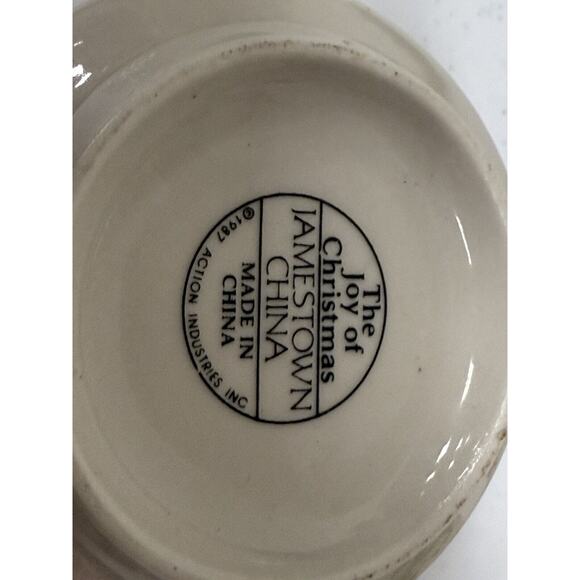 The
Joy of
Christmas
JAMESTOWN
CHINA
MADE IN
CHINA
©1987 ACTION INDUSTRIES INC